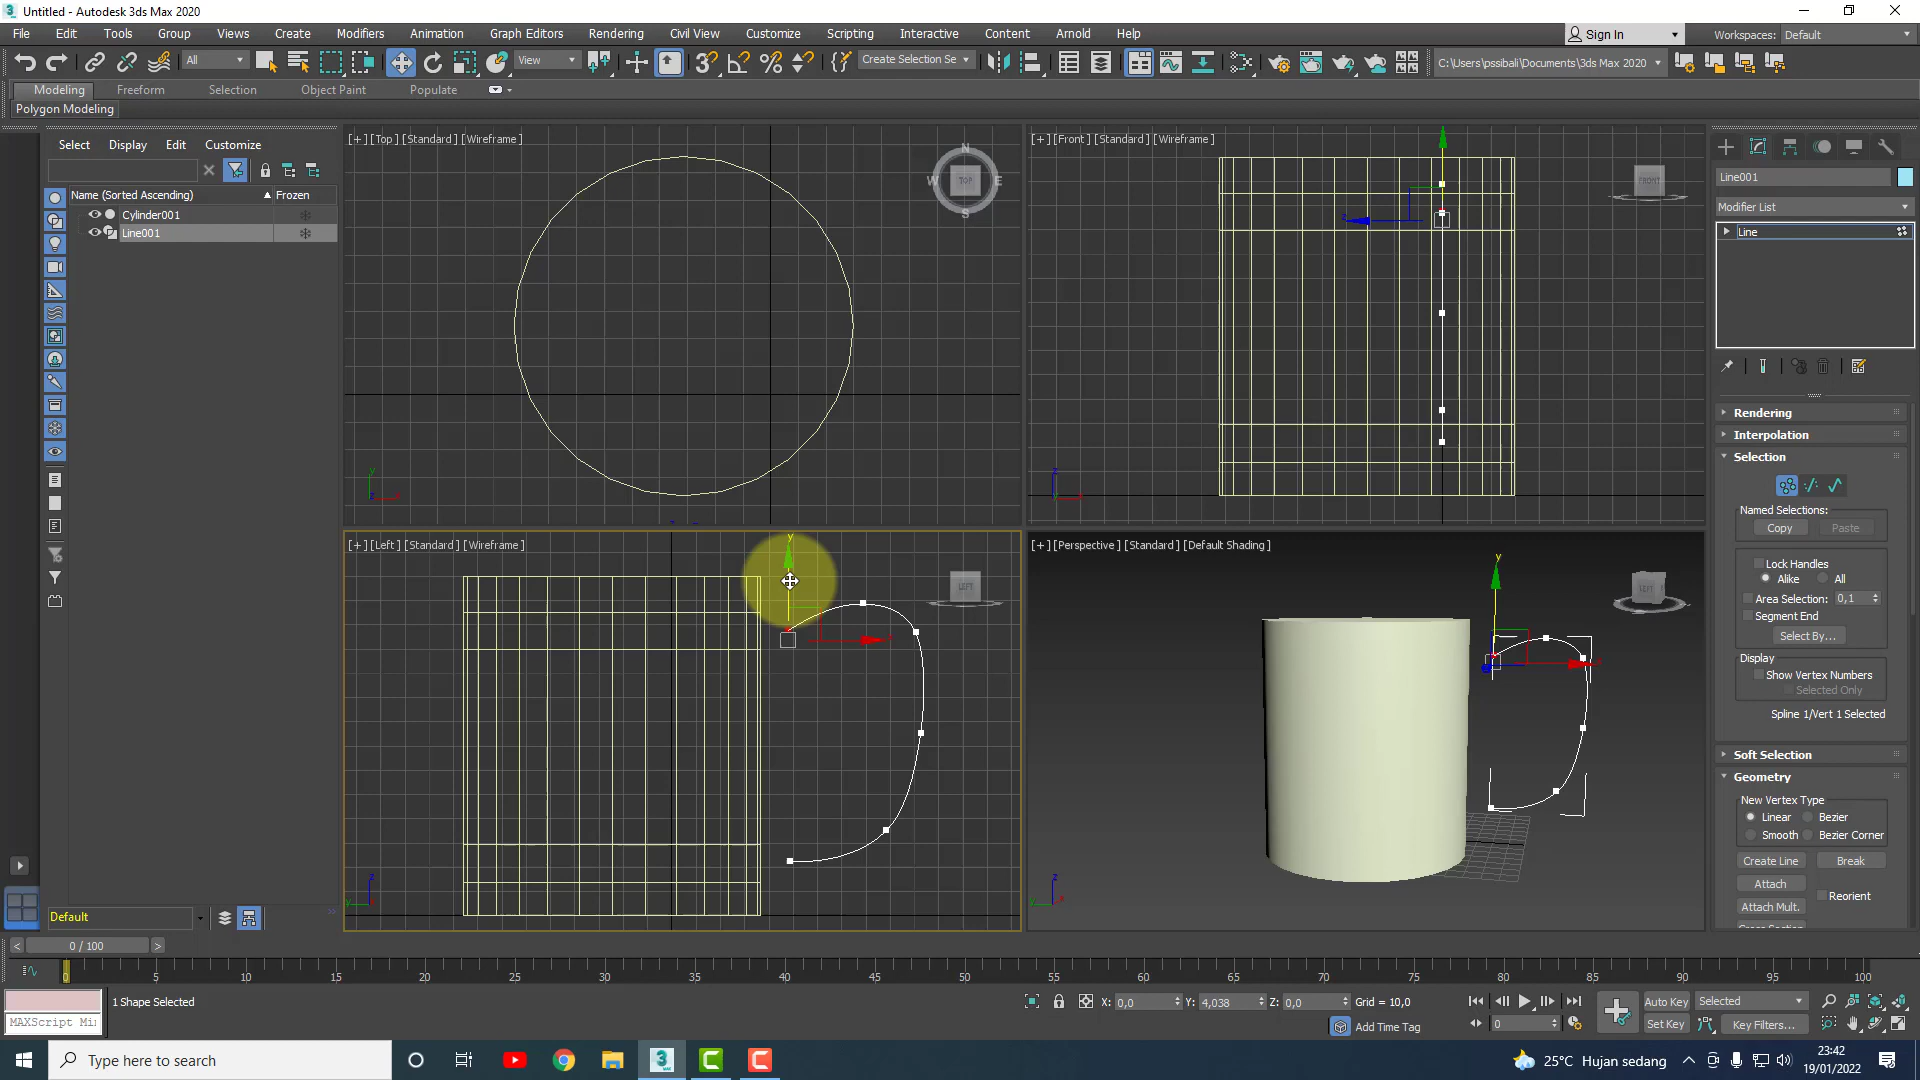 Untitled - Autodesk 3ds Max 2020
File Edit Tools Group Views Create Modifiers Animation Graph Editors Rendering Civil View Customize Scripting Interactive Content Arnold Help
Sign In
Workspaces: Default
All
View
Create Selection Se
C:\Users\pssibali\Documents\3ds Max 2020
Modeling Freeform Selection Object Paint Populate
Polygon Modeling
Select Display Edit Customize
Name (Sorted Ascending) Frozen
Cylinder001
Line001
[+] [Top] [Standard] [Wireframe]
N
W TOP E
S
y
z x
[+] [Front] [Standard] [Wireframe]
FRONT
z
[+] [Left] [Standard] [Wireframe]
y
LEFT
x
z
y
[+] [Perspective] [Standard] [Default Shading]
y
LEFT
x
z
Line001
Modifier List
Line
Rendering
Interpolation
Selection
Named Selections:
Copy Paste
Lock Handles
Alike All
Area Selection: 0,1
Segment End
Select By...
Display
Show Vertex Numbers
Selected Only
Spline 1/Vert 1 Selected
Soft Selection
Geometry
New Vertex Type
Linear Bezier
Smooth Bezier Corner
Create Line Break
Attach
Reorient
Attach Mult.
Default
0 / 100
0 5 10 15 20 25 30 35 40 45 50 55 60 65 70 75 80 85 90 95 100
1 Shape Selected
MAXScript Mi
X: 0,0 Y: 4,038 Z: 0,0 Grid = 10,0
Add Time Tag
0
Auto Key Selected
Set Key Key Filters...
Type here to search
25°C Hujan sedang
23:42
19/01/2022